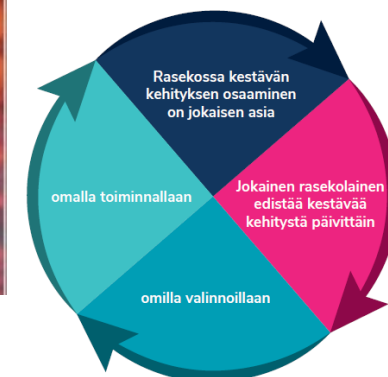 Rasekossa kestävän
kehityksen osaaminen
on jokaisen asia
Jokainen rasekolainen
edistää kestävää
kehitystä päivittäin
omilla valinnoillaan
omalla toiminnallaan